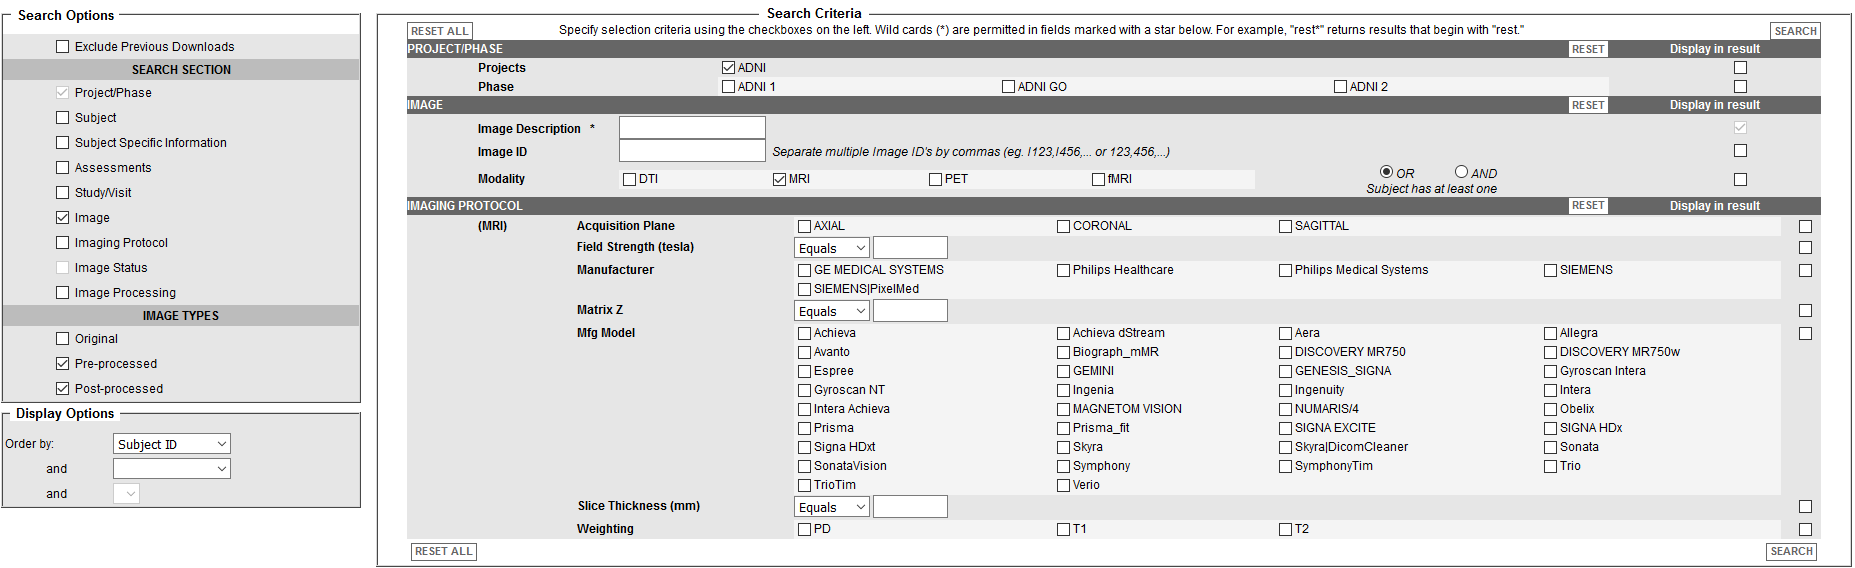 Search Options
Exclude Previous Downloads
SEARCH SECTION
Project/Phase
Subject
Subject Specific Information
Assessments
Study/Visit
Image
Imaging Protocol
Image Status
Image Processing
IMAGE TYPES
Original
Pre-processed
Post-processed
Display Options
Order by: Subject ID
and
and
Search Criteria
RESET ALL Specify selection criteria using the checkboxes on the left. Wild cards (*) are permitted in fields marked with a star below. For example, "rest*" returns results that begin with "rest." SEARCH
PROJECT/PHASE RESET Display in result
Projects ADNI
Phase ADNI 1 ADNI GO ADNI 2
IMAGE RESET Display in result
Image Description *
Image ID Separate multiple Image ID's by commas (eg. I123,I456,... or 123,456,...)
Modality DTI MRI PET fMRI OR AND
Subject has at least one
IMAGING PROTOCOL RESET Display in result
(MRI) Acquisition Plane AXIAL CORONAL SAGITTAL
Field Strength (tesla) Equals
Manufacturer GE MEDICAL SYSTEMS Philips Healthcare Philips Medical Systems SIEMENS
SIEMENS|PixelMed
Matrix Z Equals
Mfg Model Achieva Achieva dStream Aera Allegra
Avanto Biograph_mMR DISCOVERY MR750 DISCOVERY MR750w
Espree GEMINI GENESIS_SIGNA Gyroscan Intera
Gyroscan NT Ingenia Ingenuity Intera
Intera Achieva MAGNETOM VISION NUMARIS/4 Obelix
Prisma Prisma_fit SIGNA EXCITE SIGNA HDx
Signa HDxt Skyra Skyra|DicomCleaner Sonata
SonataVision Symphony SymphonyTim Trio
TrioTim Verio
Slice Thickness (mm) Equals
Weighting PD T1 T2
RESET ALL SEARCH